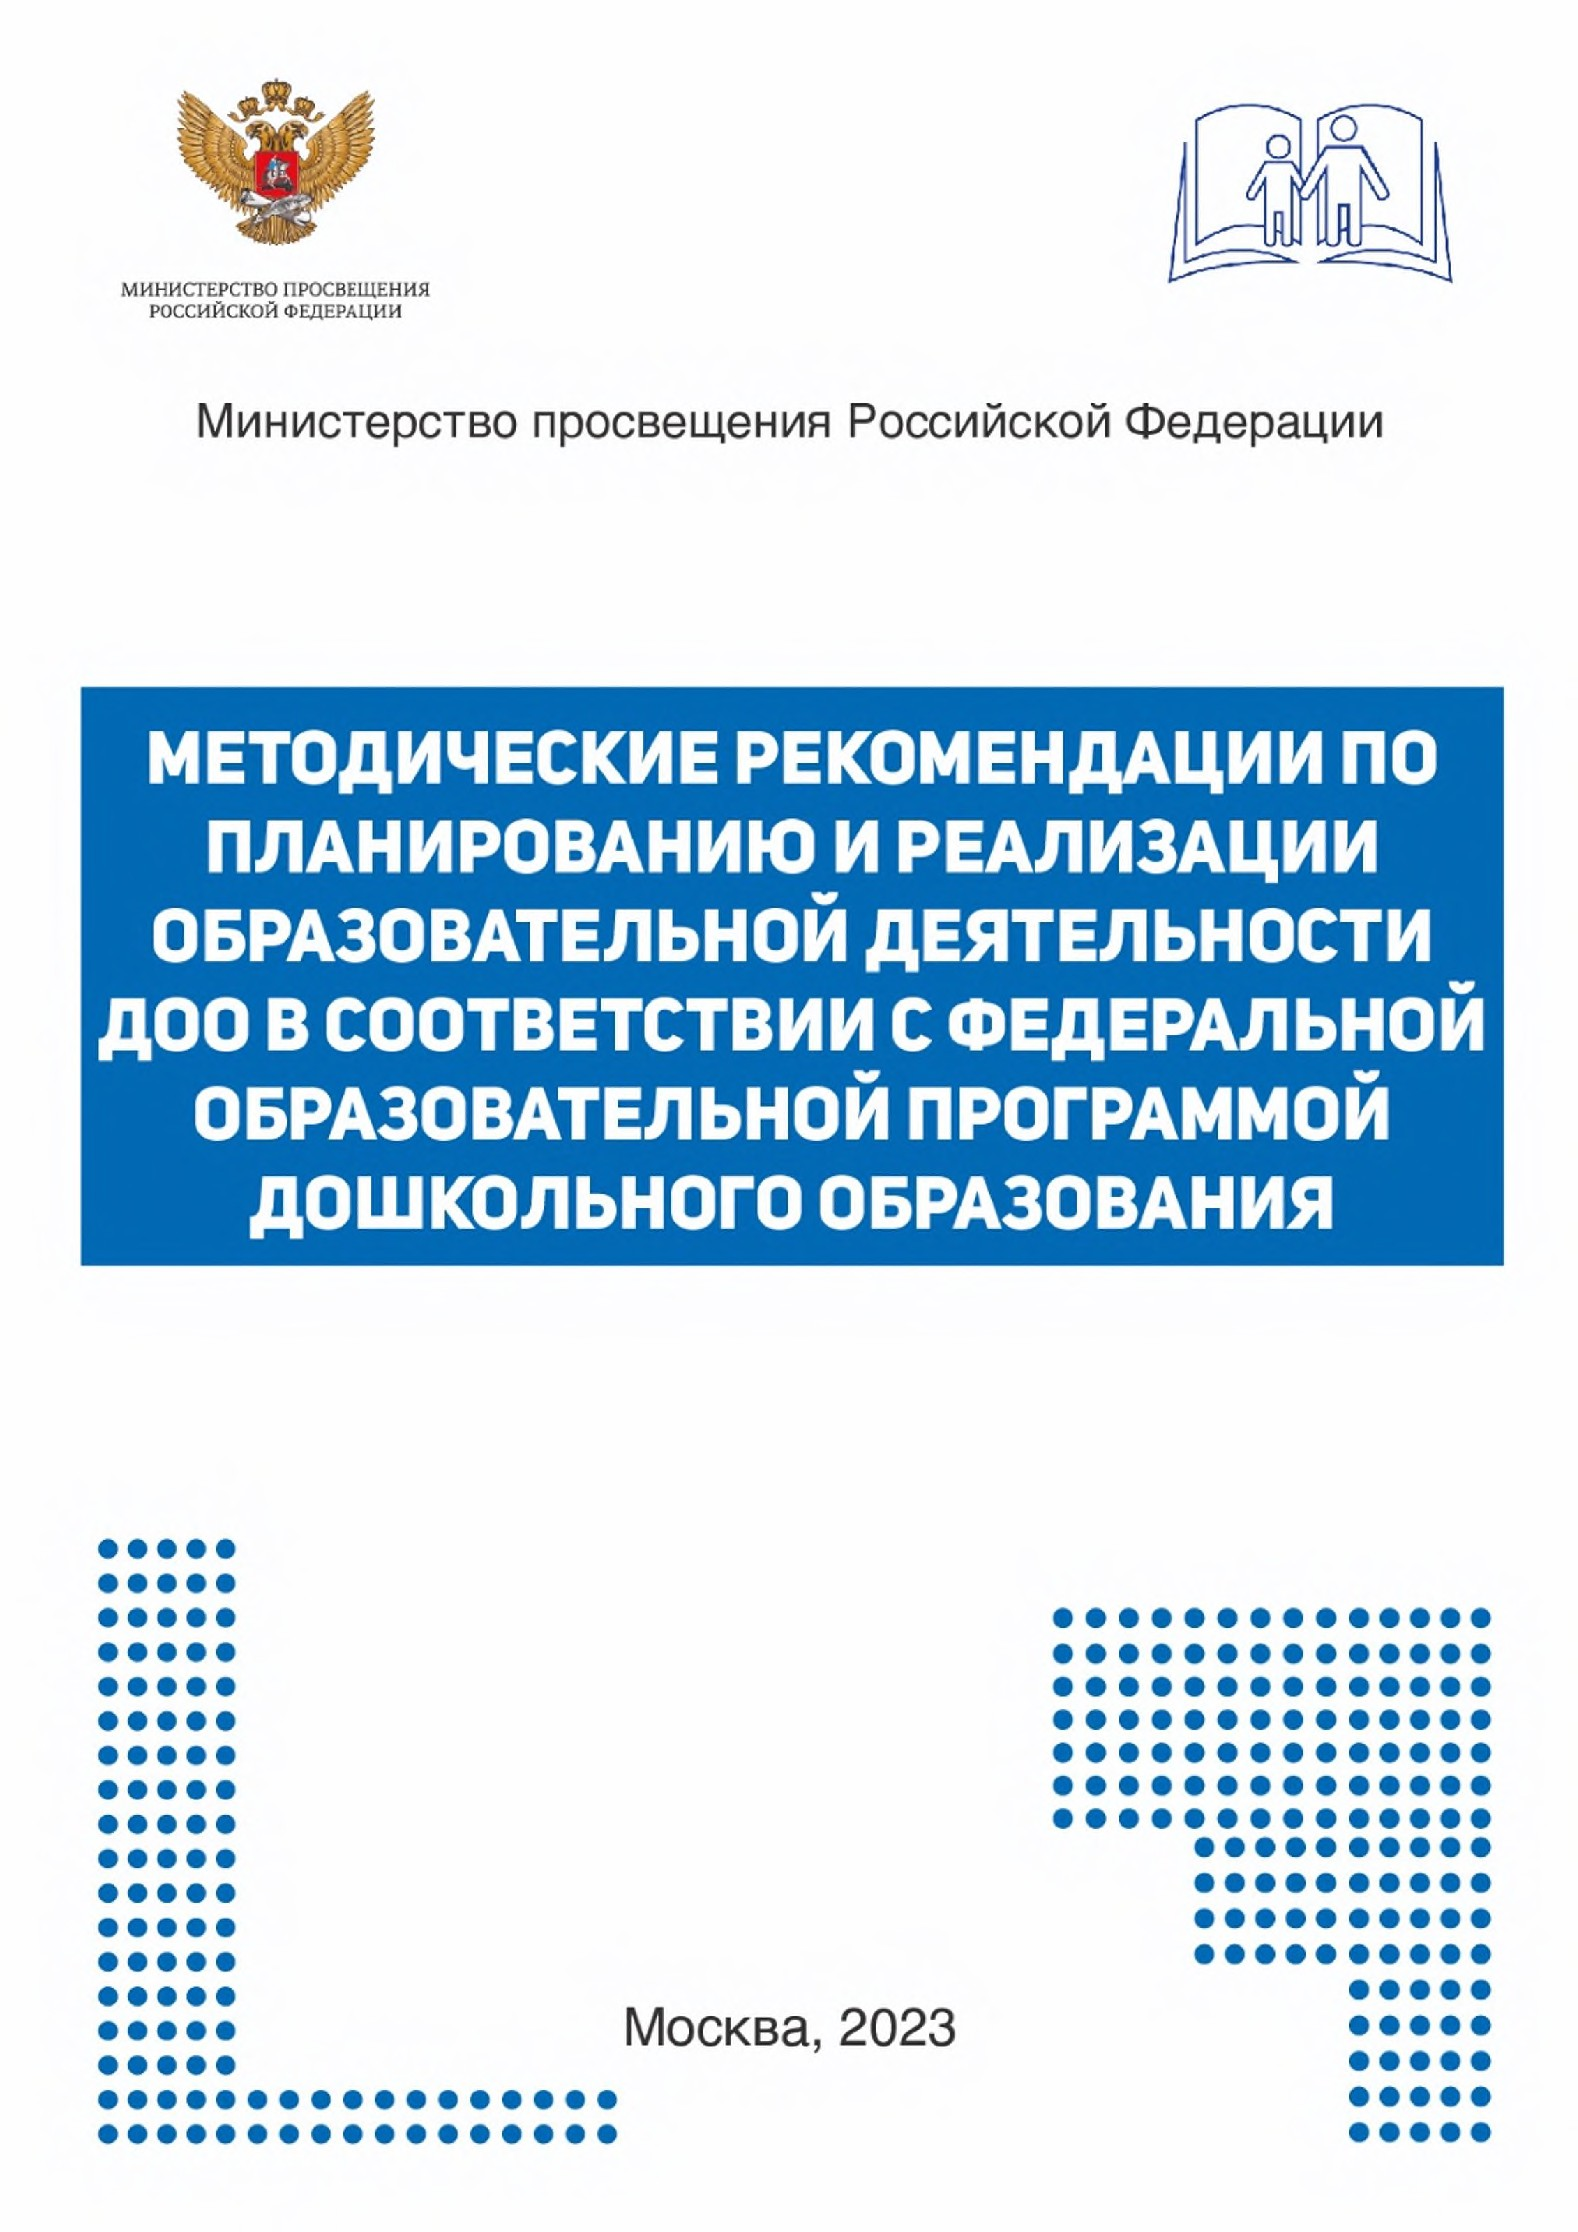 МИНИСТЕРСТВО ПРОСВЕЩЕНИЯ
РОССИЙСКОЙ ФЕДЕРАЦИИ
Министерство просвещения Российской Федерации
МЕТОДИЧЕСКИЕ РЕКОМЕНДАЦИИ ПО
ПЛАНИРОВАНИЮ И РЕАЛИЗАЦИИ
ОБРАЗОВАТЕЛЬНОЙ ДЕЯТЕЛЬНОСТИ
ДОО В СООТВЕТСТВИИ С ФЕДЕРАЛЬНОЙ
ОБРАЗОВАТЕЛЬНОЙ ПРОГРАММОЙ
ДОШКОЛЬНОГО ОБРАЗОВАНИЯ
Москва, 2023